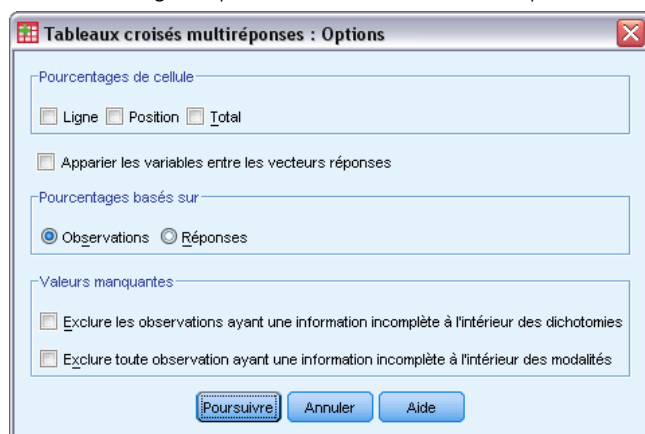 Tableaux croisés multiréponses : Options
Pourcentages de cellule
Ligne Position Total
Apparier les variables entre les vecteurs réponses
Pourcentages basés sur
Observations Réponses
Valeurs manquantes
Exclure les observations ayant une information incomplète à l'intérieur des dichotomies
Exclure toute observation ayant une information incomplète à l'intérieur des modalités
Poursuivre Annuler Aide